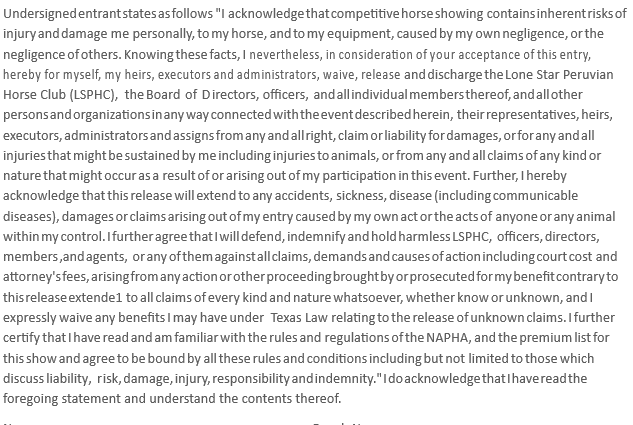 Undersigned entrant states as follows "I acknowledge that competitive horse showing contains inherent risks of
injury and damage me personally, to my horse, and to my equipment, caused by my own negligence, or the
negligence of others. Knowing these facts, I nevertheless, in consideration of your acceptance of this entry,
hereby for myself, my heirs, executors and administrators, waive, release and discharge the Lone Star Peruvian
Horse Club (LSPHC), the Board of Directors, officers, and all individual members thereof, and all other
persons and organizations in any way connected with the event described herein, their representatives, heirs,
executors, administrators and assigns from any and all right, claim or liability for damages, or for any and all
injuries that might be sustained by me including injuries to animals, or from any and all claims of any kind or
nature that might occur as a result of or arising out of my participation in this event. Further, I hereby
acknowledge that this release will extend to any accidents, sickness, disease (including communicable
diseases), damages or claims arising out of my entry caused by my own act or the acts of anyone or any animal
within my control. I further agree that I will defend, indemnify and hold harmless LSPHC, officers, directors,
members ,and agents, or any of them against all claims, demands and causes of action including court cost and
attorney's fees, arising from any action or other proceeding brought by or prosecuted for my benefit contrary to
this release extende1 to all claims of every kind and nature whatsoever, whether know or unknown, and I
expressly waive any benefits I may have under Texas Law relating to the release of unknown claims. I further
certify that I have read and am familiar with the rules and regulations of the NAPHA, and the premium list for
this show and agree to be bound by all these rules and conditions including but not limited to those which
discuss liability, risk, damage, injury, responsibility and indemnity." I do acknowledge that I have read the
foregoing statement and understand the contents thereof.